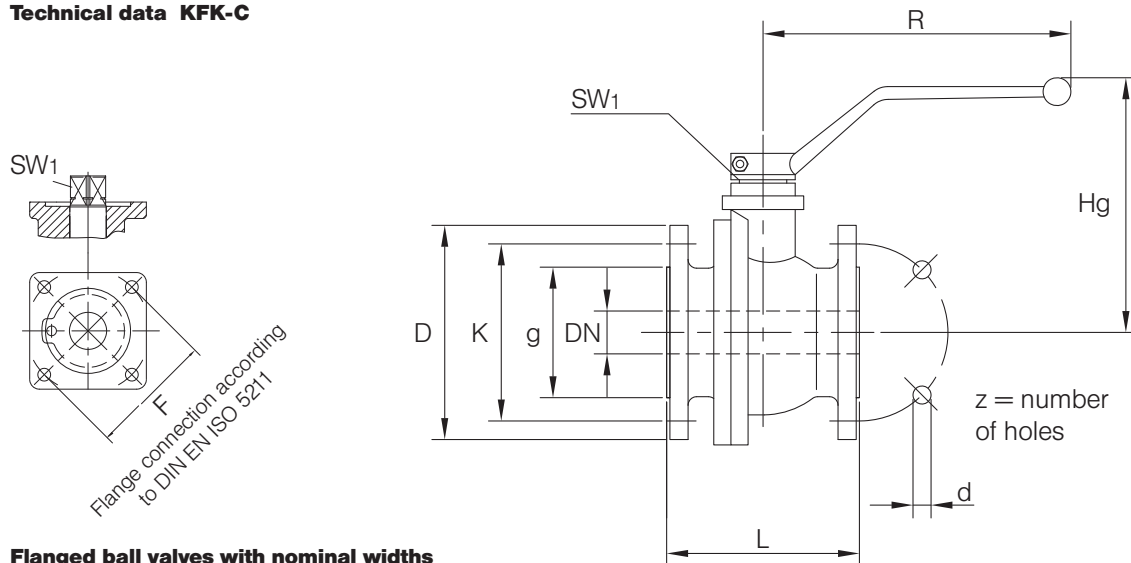 Technical data KFK-C
R
SW1
SW1
Hg
D
K
g
DN
F
Flange connection according
to DIN EN ISO 5211
z = number
of holes
d
L
Flanged ball valves with nominal widths